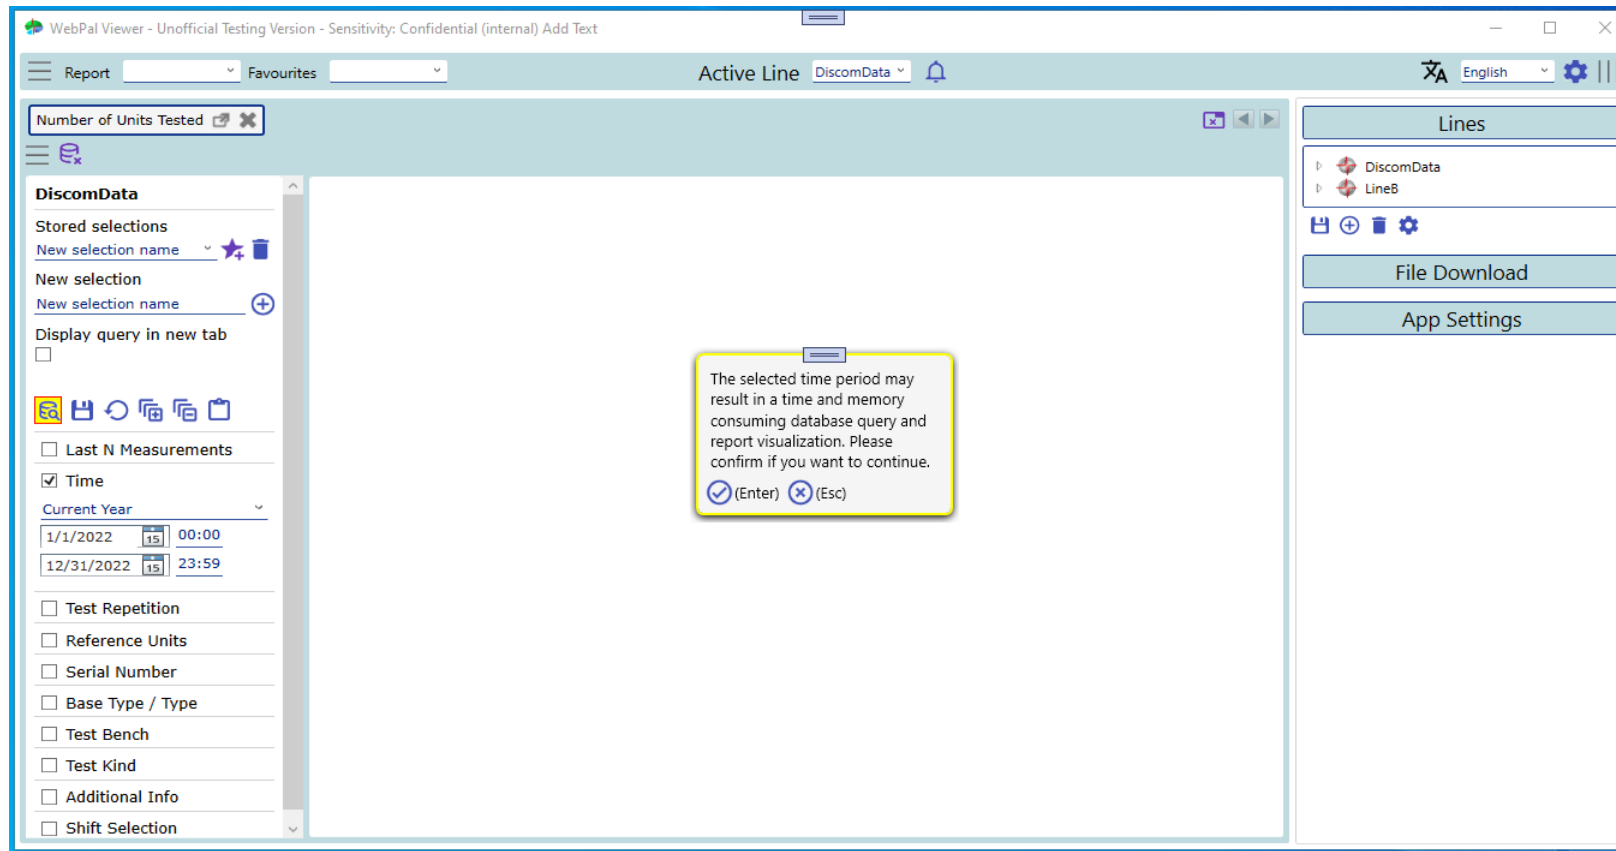 WebPal Viewer - Unofficial Testing Version - Sensitivity: Confidential (internal) Add Text
Report
Favourites
Active Line DiscomData
English
Number of Units Tested
DiscomData
Stored selections
New selection name
New selection
New selection name
Display query in new tab
Last N Measurements
Time
Current Year
1/1/2022 15 00:00
12/31/2022 15 23:59
Test Repetition
Reference Units
Serial Number
Base Type / Type
Test Bench
Test Kind
Additional Info
Shift Selection
The selected time period may
result in a time and memory
consuming database query and
report visualization. Please
confirm if you want to continue.
(Enter) (Esc)
Lines
DiscomData
LineB
File Download
App Settings